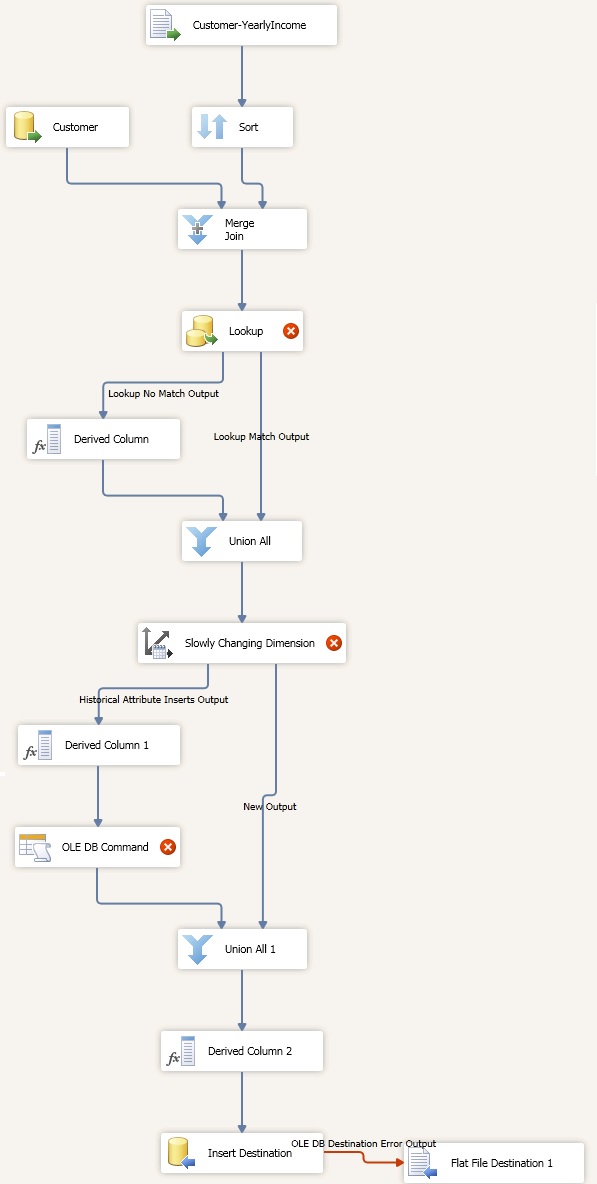 Customer-YearlyIncome
Customer
Sort
Merge
Join
Lookup
Lookup No Match Output
Derived Column
Lookup Match Output
Union All
Slowly Changing Dimension
Historical Attribute Inserts Output
Derived Column 1
New Output
OLE DB Command
Union All 1
Derived Column 2
OLE DB Destination Error Output
Insert Destination
Flat File Destination 1